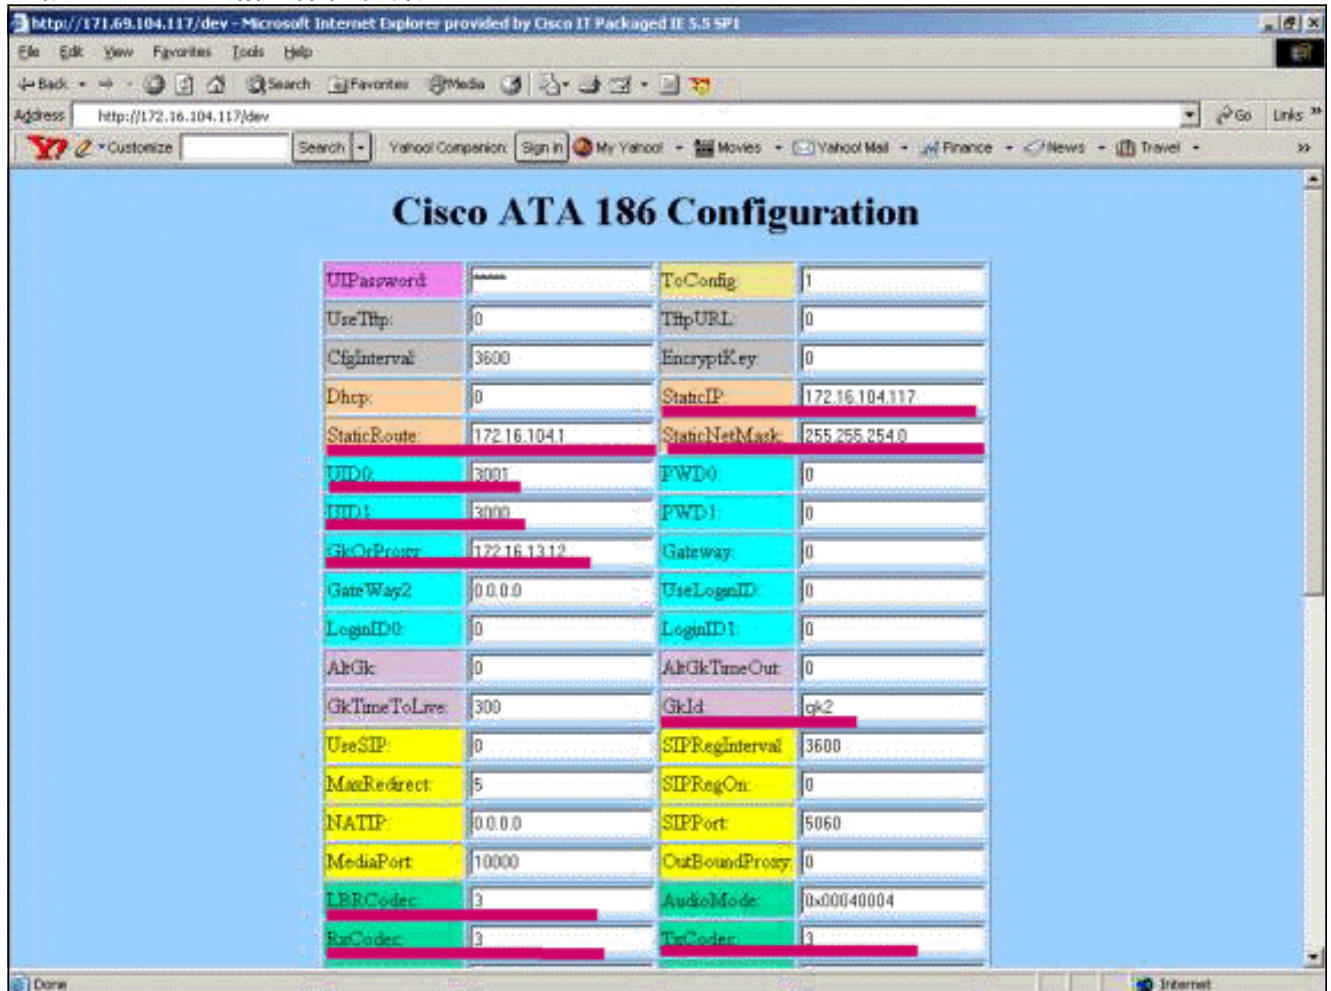 http://171.69.104.117/dev - Microsoft Internet Explorer provided by Cisco IT Packaged IE 5.5 SP1
File Edit View Favorites Tools Help
Back Search Favorites Media
Address http://172.16.104.117/dev Go Links »
Y? Customize Search Yahoo! Companion: Sign in My Yahoo! Movies Yahoo! Mail Finance News Travel »
Cisco ATA 186 Configuration
UIPassword: ******* ToConfig: 1
UseTftp: 0 TftpURL: 0
CfgInterval: 3600 EncryptKey: 0
Dhcp: 0 StaticIP: 172.16.104.117
StaticRoute: 172.16.104.1 StaticNetMask: 255.255.254.0
UID0: 3001 PWD0: 0
UID1: 3000 PWD1: 0
GkOrProxy: 172.16.13.12 Gateway: 0
GateWay2: 0.0.0.0 UseLoginID: 0
LoginID0: 0 LoginID1: 0
AltGk: 0 AltGkTimeOut: 0
GkTimeToLive: 300 GkId: gk2
UseSIP: 0 SIPRegInterval: 3600
MaxRedirect: 5 SIPRegOn: 0
NATIP: 0.0.0.0 SIPPort: 5060
MediaPort: 10000 OutBoundProxy: 0
LBRCodec: 3 AudioMode: 0x00040004
RxCodec: 3 TxCodec: 3
Done Internet